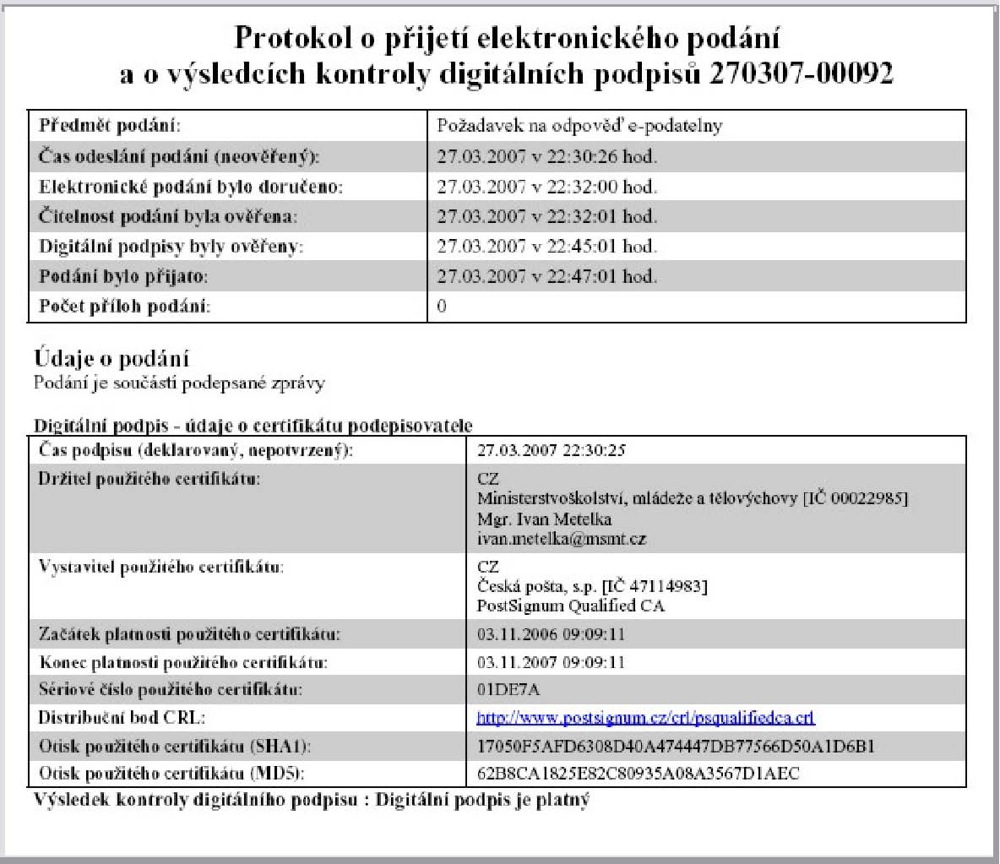 Protokol o přijetí elektronického podání
a o výsledcích kontroly digitálních podpisů 270307-00092
Předmět podání: Požadavek na odpověď e-podatelny
Čas odeslání podání (neověřený): 27.03.2007 v 22:30:26 hod.
Elektronické podání bylo doručeno: 27.03.2007 v 22:32:00 hod.
Čitelnost podání byla ověřena: 27.03.2007 v 22:32:01 hod.
Digitální podpisy byly ověřeny: 27.03.2007 v 22:45:01 hod.
Podání bylo přijato: 27.03.2007 v 22:47:01 hod.
Počet příloh podání: 0
Údaje o podání
Podání je součástí podepsané zprávy
Digitální podpis - údaje o certifikátu podepisovatele
Čas podpisu (deklarovaný, nepotvrzený): 27.03.2007 22:30:25
Držitel použitého certifikátu: CZ
Ministerstvoškolství, mládeže a tělovýchovy [IČ 00022985]
Mgr. Ivan Metelka
ivan.metelka@msmt.cz
Vystavitel použitého certifikátu: CZ
Česká pošta, s.p. [IČ 47114983]
PostSignum Qualified CA
Začátek platnosti použitého certifikátu: 03.11.2006 09:09:11
Konec platnosti použitého certifikátu: 03.11.2007 09:09:11
Sériové číslo použitého certifikátu: 01DE7A
Distribuční bod CRL: http://www.postsignum.cz/crl/psqualifiedca.crl
Otisk použitého certifikátu (SHA1): 17050F5AFD6308D40A474447DB77566D50A1D6B1
Otisk použitého certifikátu (MD5): 62B8CA1825E82C80935A08A3567D1AEC
Výsledek kontroly digitálního podpisu : Digitální podpis je platný